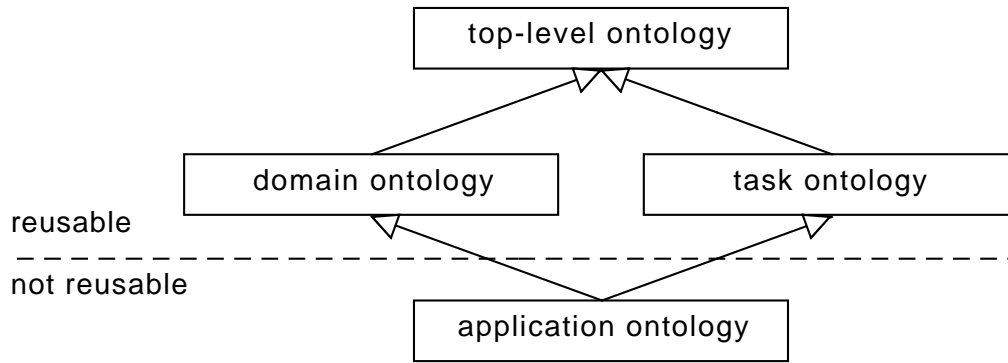 top-level ontology
domain ontology
task ontology
reusable
not reusable
application ontology